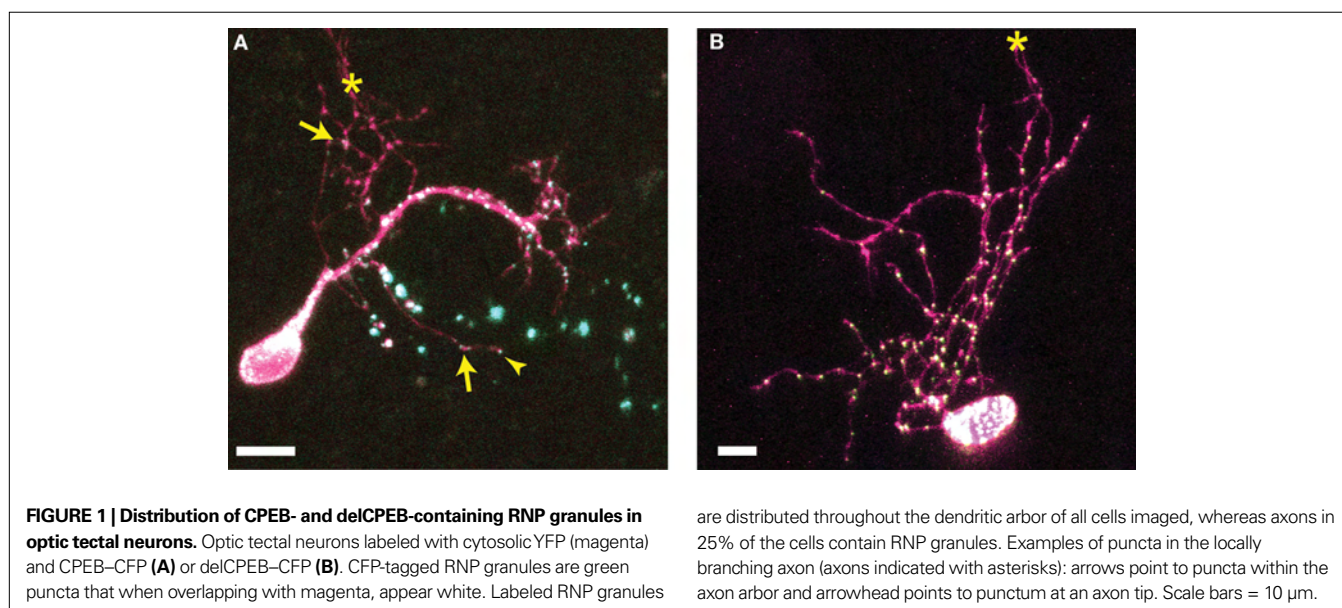 A
*
B
*
FIGURE 1 | Distribution of CPEB- and delCPEB-containing RNP granules in
optic tectal neurons. Optic tectal neurons labeled with cytosolic YFP (magenta)
and CPEB–CFP (A) or delCPEB–CFP (B). CFP-tagged RNP granules are green
puncta that when overlapping with magenta, appear white. Labeled RNP granules
are distributed throughout the dendritic arbor of all cells imaged, whereas axons in
25% of the cells contain RNP granules. Examples of puncta in the locally
branching axon (axons indicated with asterisks): arrows point to puncta within the
axon arbor and arrowhead points to punctum at an axon tip. Scale bars = 10 μm.